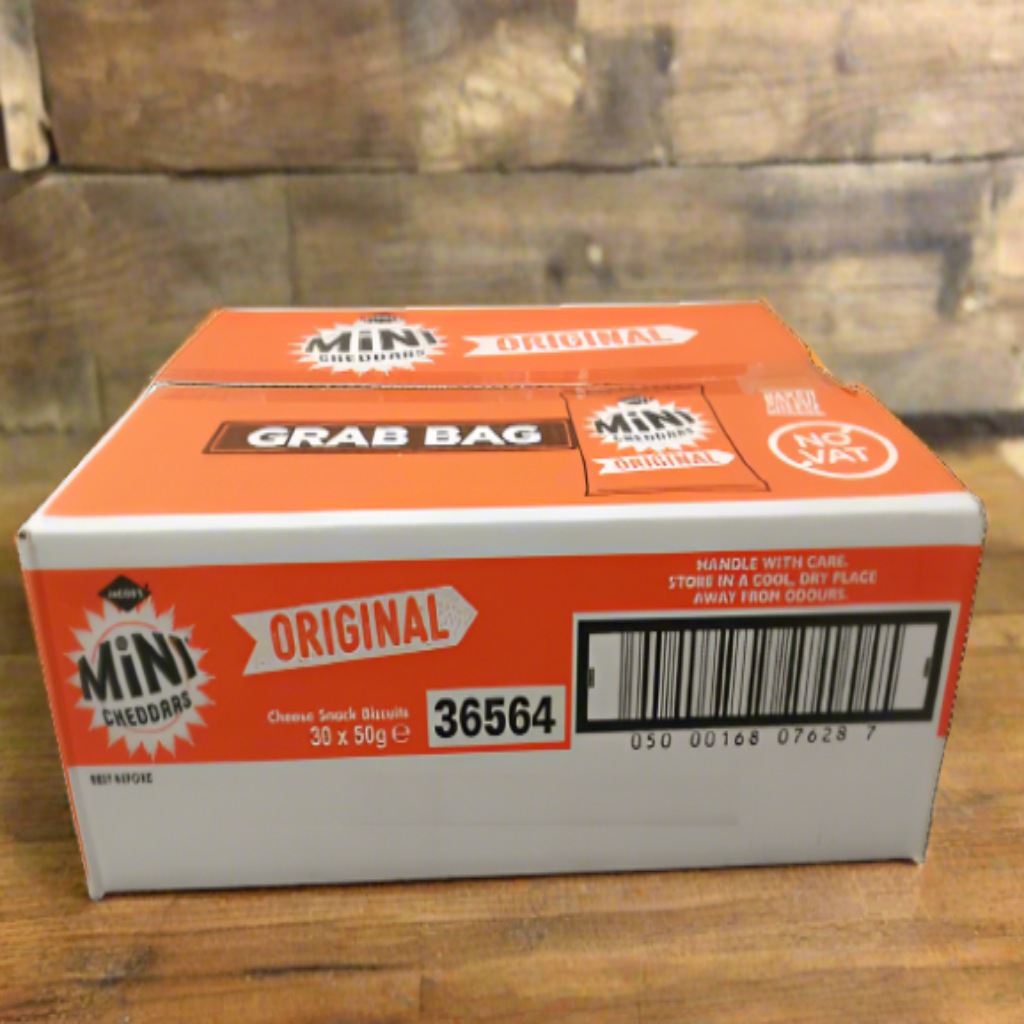 MiNi
CHEDDARS
ORIGINAL
GRAB BAG
MiNi
CHEDDARS
ORIGINAL
BAKED
NO
VAT
JACOB'S
MiNi
CHEDDARS
ORIGINAL
Cheese Snack Biscuits
30 x 50g ℮
36564
HANDLE WITH CARE.
STORE IN A COOL, DRY PLACE
AWAY FROM ODOURS.
050 00168 07628 7
BEST BEFORE